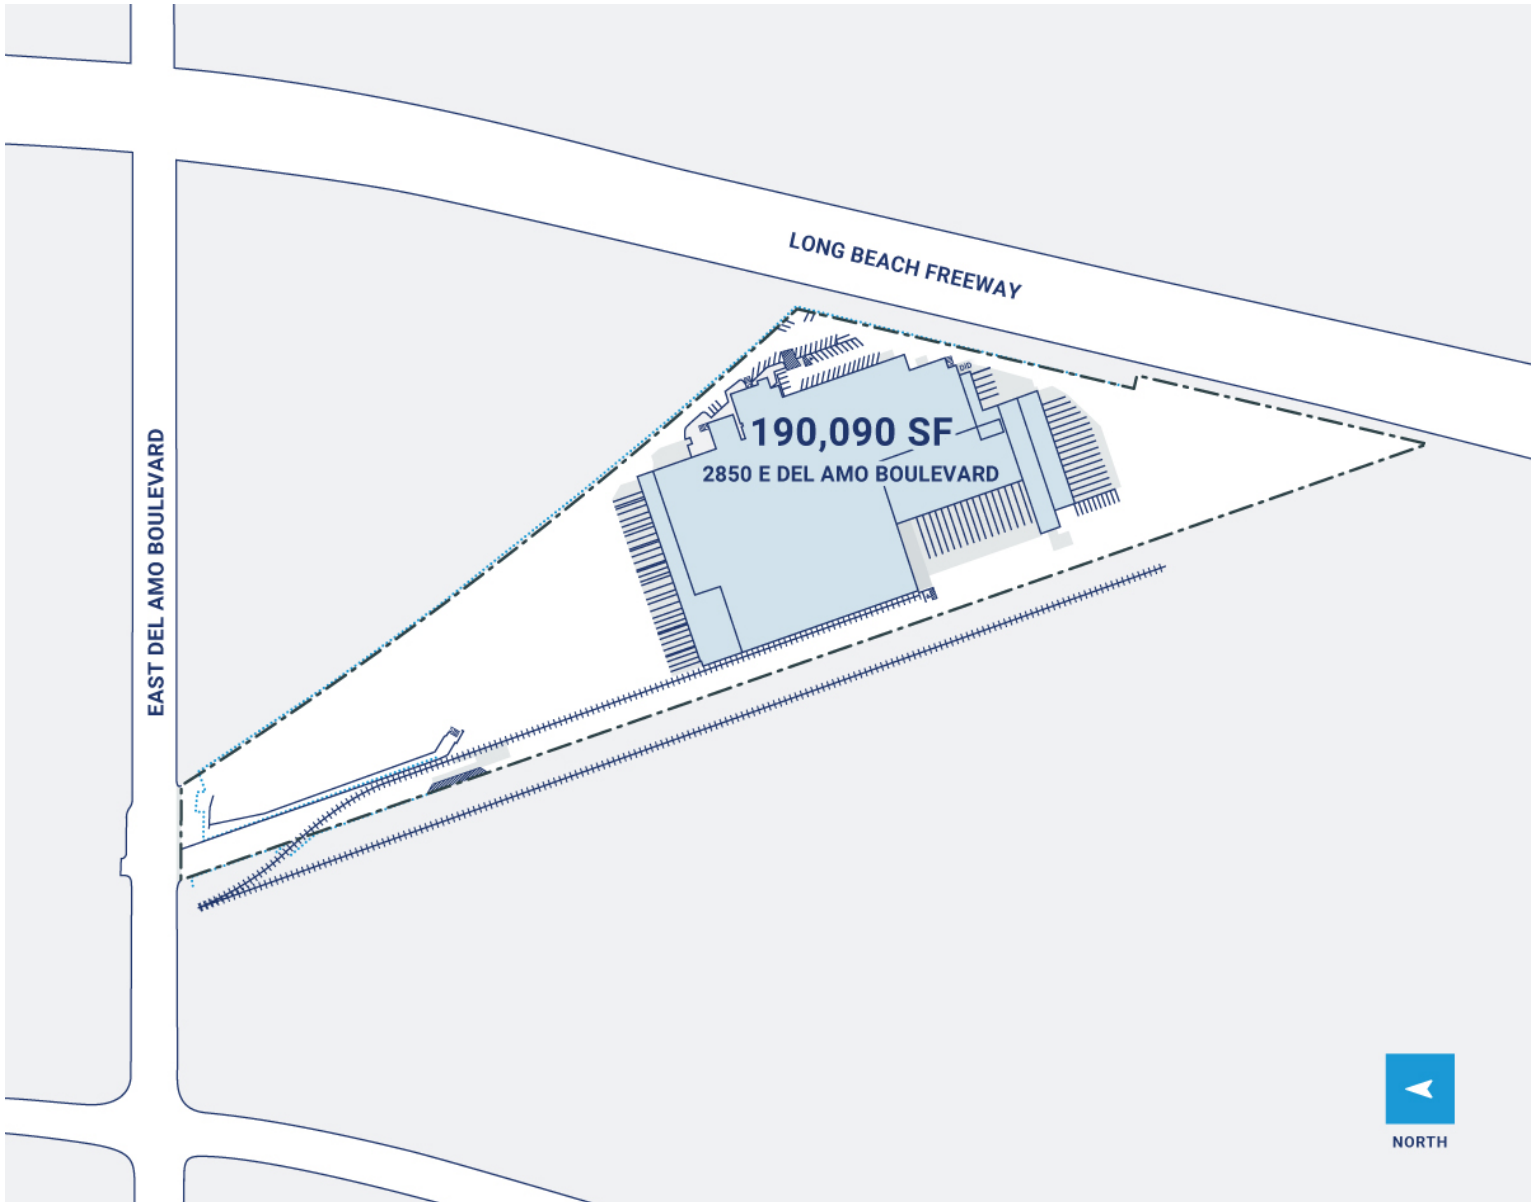 LONG BEACH FREEWAY
190,090 SF
2850 E DEL AMO BOULEVARD
EAST DEL AMO BOULEVARD
NORTH